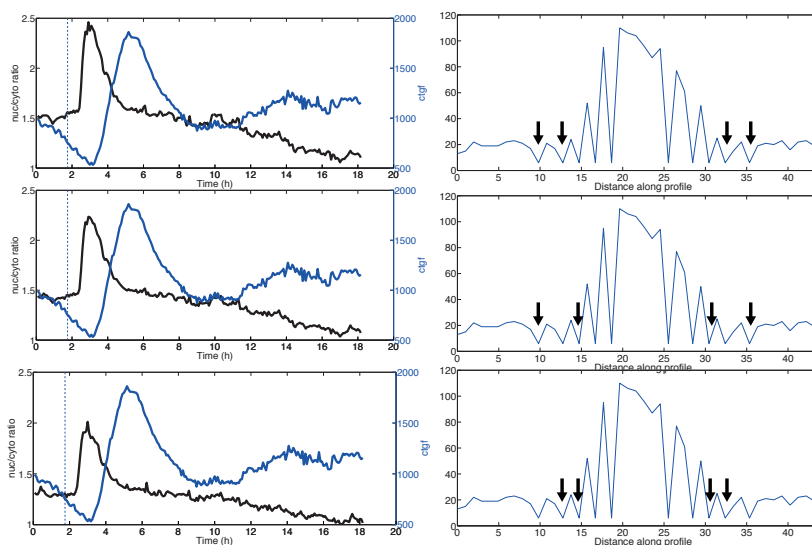 2.5
2
1.5
1
nuc/cyto ratio
0 2 4 6 8 10 12 14 16 18 20
Time (h)
2000
1500
1000
500
ctgf
120
100
80
60
40
20
0
0 5 10 15 20 25 30 35 40
Distance along profile
2.5
2
1.5
1
nuc/cyto ratio
0 2 4 6 8 10 12 14 16 18 20
Time (h)
2000
1500
1000
500
ctgf
120
100
80
60
40
20
0
0 5 10 15 20 25 30 35 40
Distance along profile
2.5
2
1.5
1
nuc/cyto ratio
0 2 4 6 8 10 12 14 16 18 20
Time (h)
2000
1500
1000
500
ctgf
120
100
80
60
40
20
0
0 5 10 15 20 25 30 35 40
Distance along profile